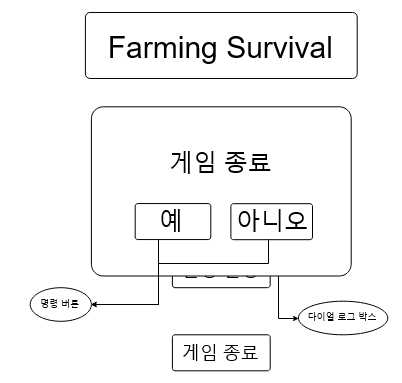 Farming Survival
게임 종료
예
아니오
명령 버튼
다이얼 로그 박스
게임 종료